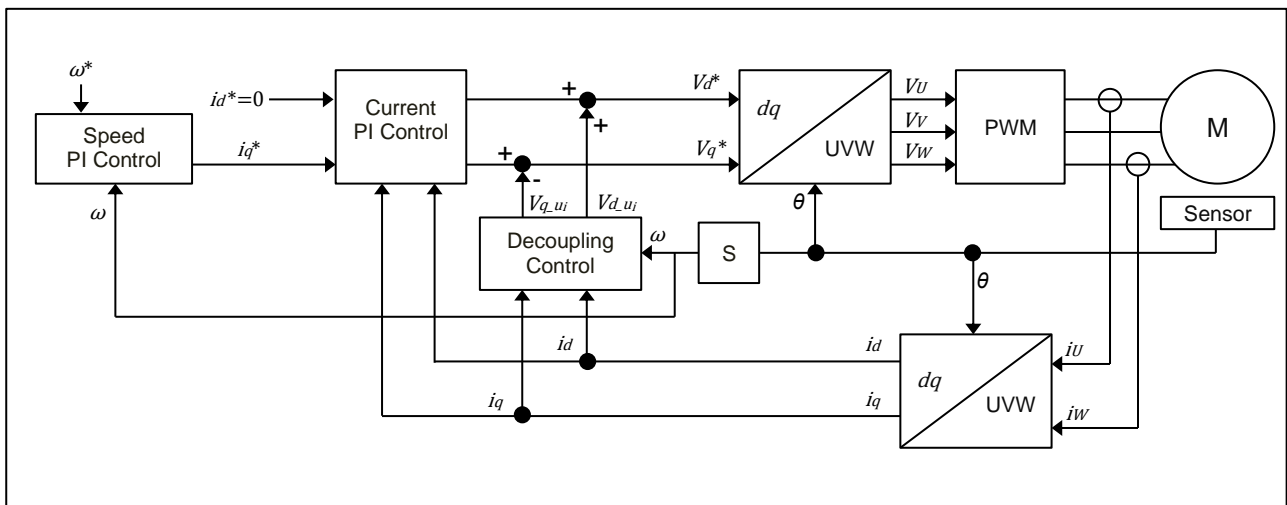 ω*
id*=0
Speed
PI Control
iq*
ω
Current
PI Control
+
+
+
-
Vd*
Vq*
Vq_ui
Vd_ui
Decoupling
Control
ω
S
θ
θ
dq
UVW
VU
VV
VW
PWM
M
Sensor
id
id
iq
iq
dq
UVW
iU
iW